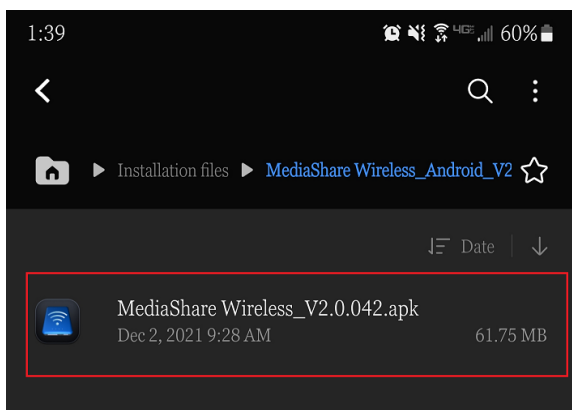 1:39 4GE 60%
Installation files ▶ MediaShare Wireless_Android_V2
Date
MediaShare Wireless_V2.0.042.apk
Dec 2, 2021 9:28 AM 61.75 MB